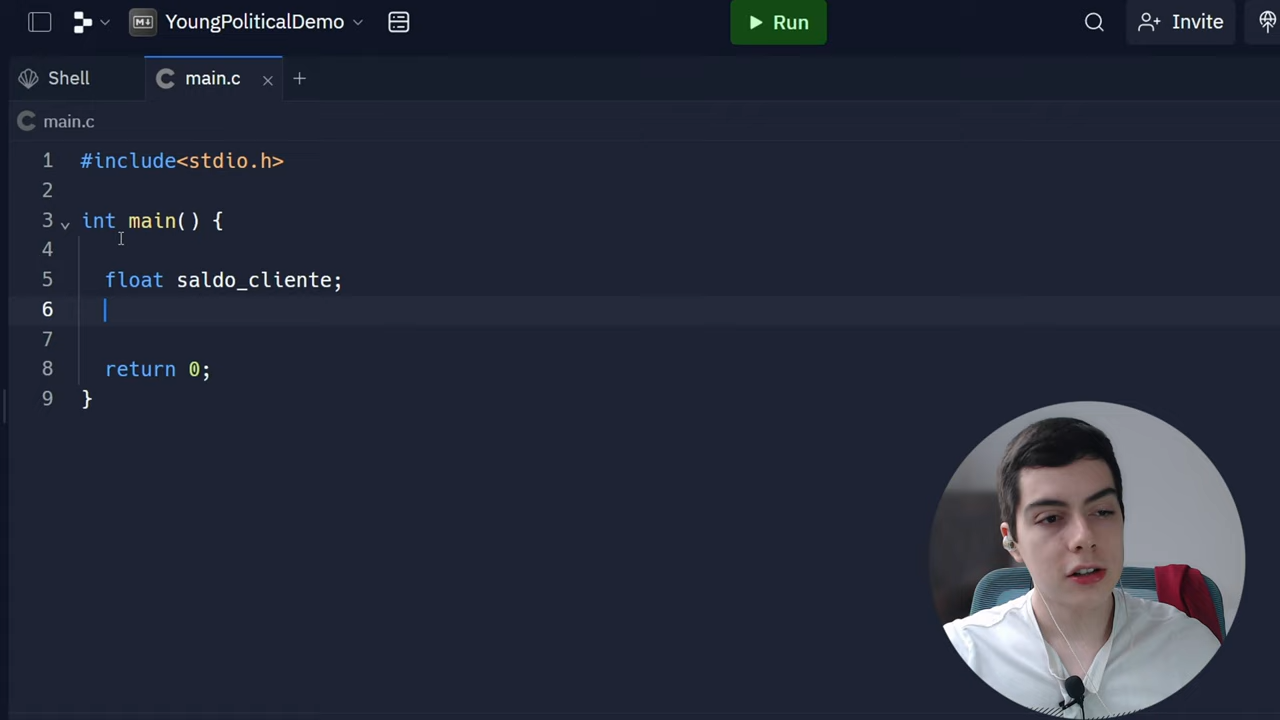 YoungPoliticalDemo
Run
Invite
Shell
main.c
main.c
1 #include<stdio.h>
2
3 int main() {
4
5 float saldo_cliente;
6
7
8 return 0;
9 }